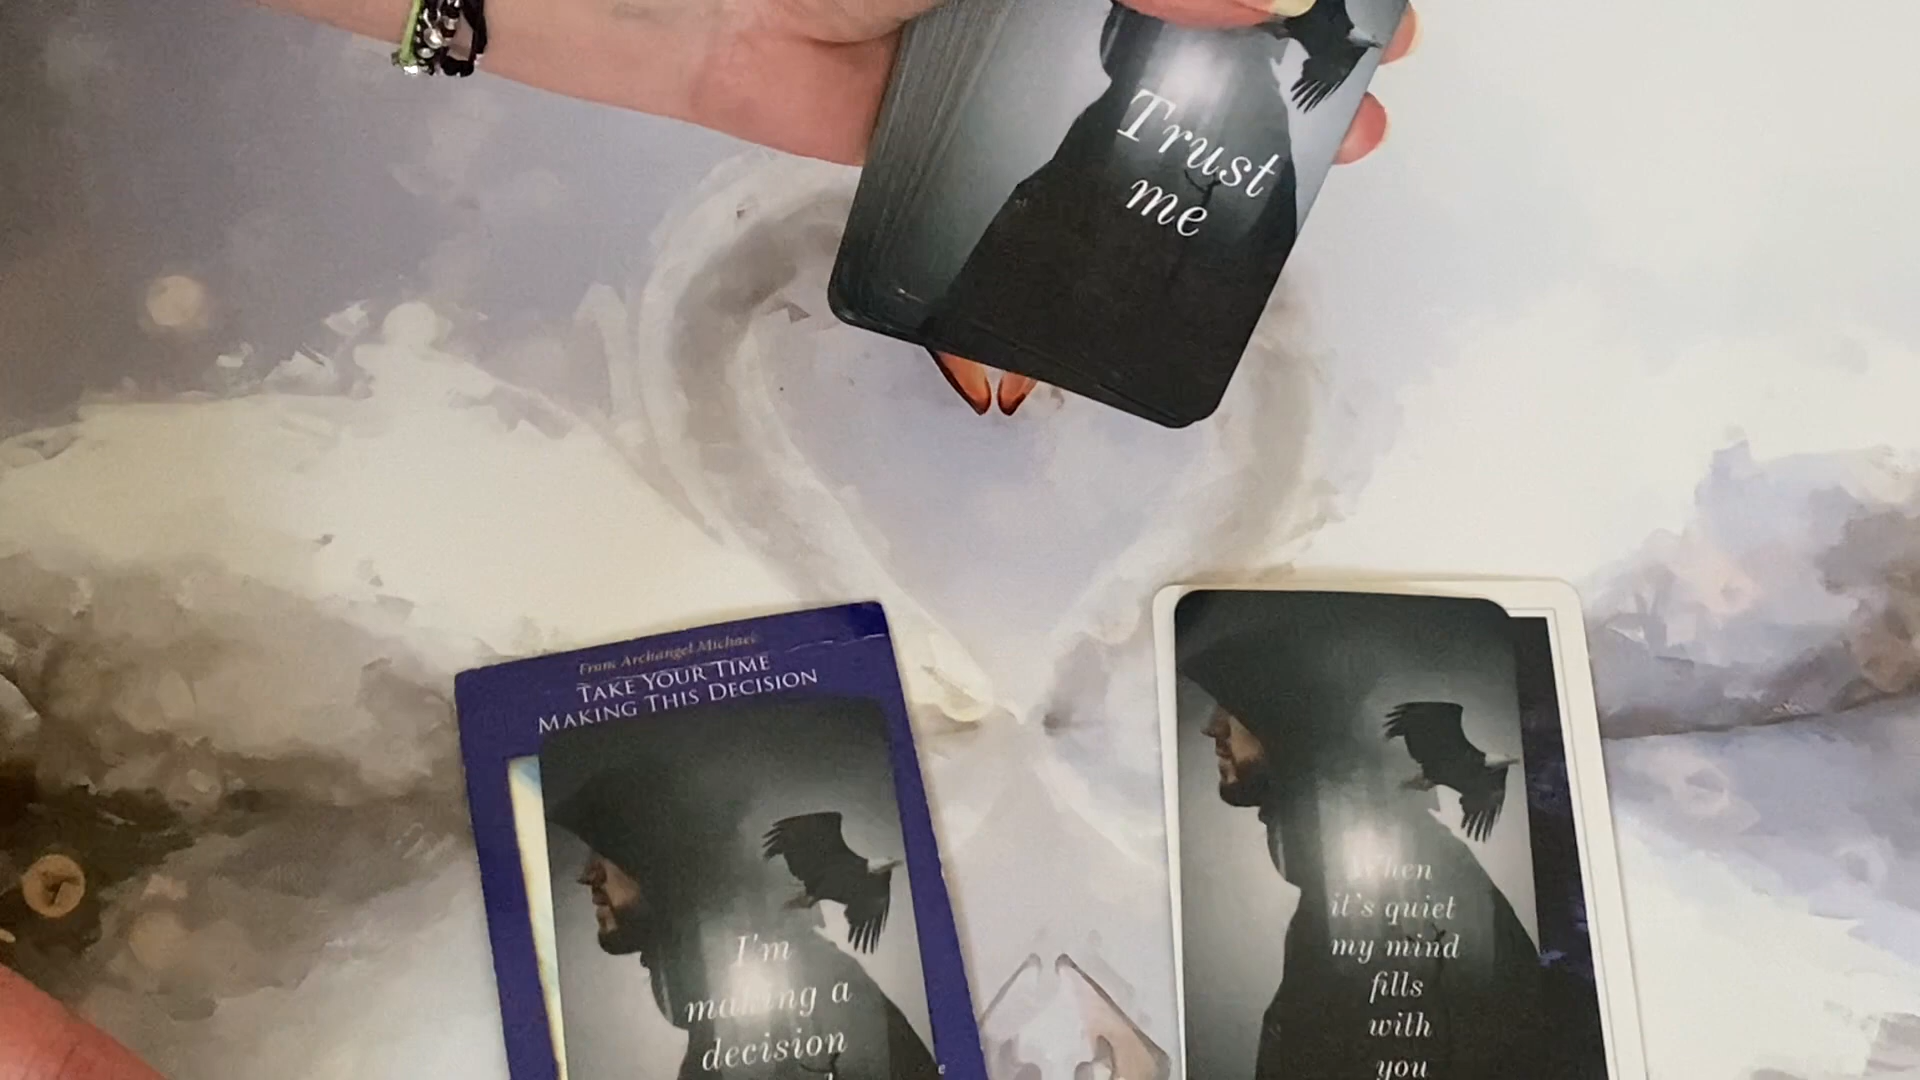 Trust
me
From Archangel Michael
TAKE YOUR TIME
MAKING THIS DECISION
I'm
making a
decision
When
it's quiet
my mind
fills
with
you